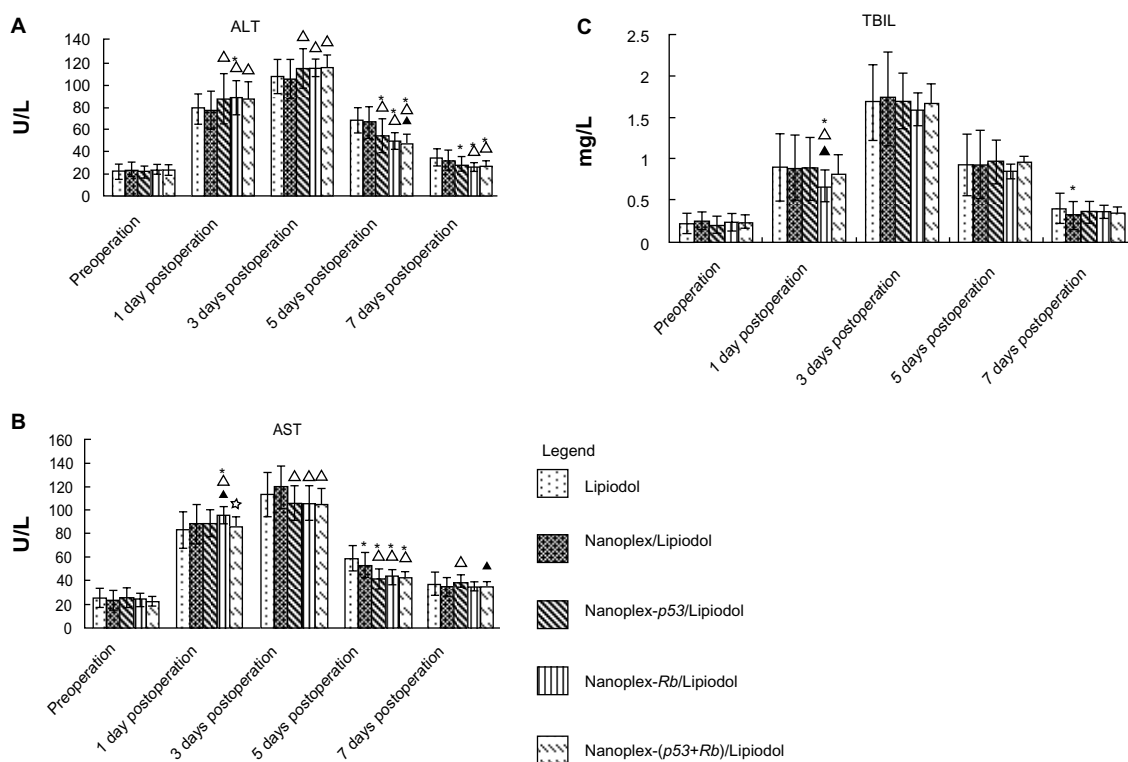 A
ALT
U/L
140
120
100
80
60
40
20
0
* * * * * * * *
Preoperation
1 day postoperation
3 days postoperation
5 days postoperation
7 days postoperation
C
TBIL
mg/L
2.5
2
1.5
1
0.5
0
* *
Preoperation
1 day postoperation
3 days postoperation
5 days postoperation
7 days postoperation
B
AST
U/L
160
140
120
100
80
60
40
20
0
* * * * *
Preoperation
1 day postoperation
3 days postoperation
5 days postoperation
7 days postoperation
Legend
Lipiodol
Nanoplex/Lipiodol
Nanoplex-p53/Lipiodol
Nanoplex-Rb/Lipiodol
Nanoplex-(p53+Rb)/Lipiodol